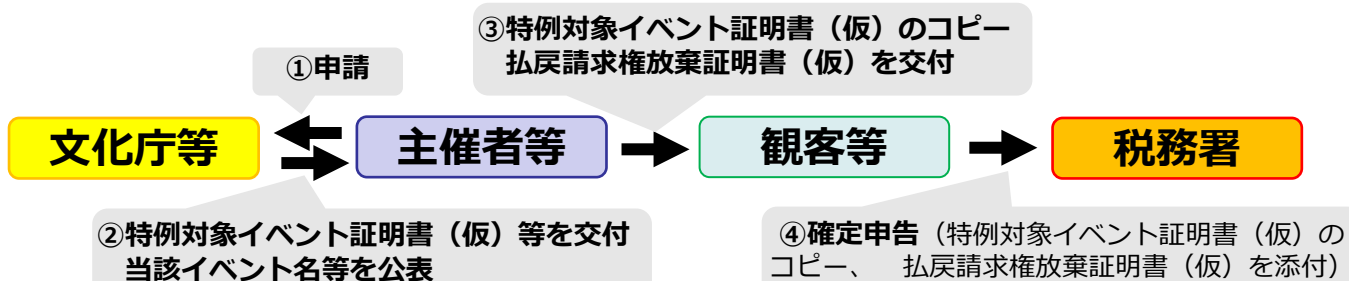 ③特例対象イベント証明書（仮）のコピー
払戻請求権放棄証明書（仮）を交付
①申請
文化庁等
主催者等
観客等
税務署
②特例対象イベント証明書（仮）等を交付
当該イベント名等を公表
④確定申告（特例対象イベント証明書（仮）の
コピー、　払戻請求権放棄証明書（仮）を添付）